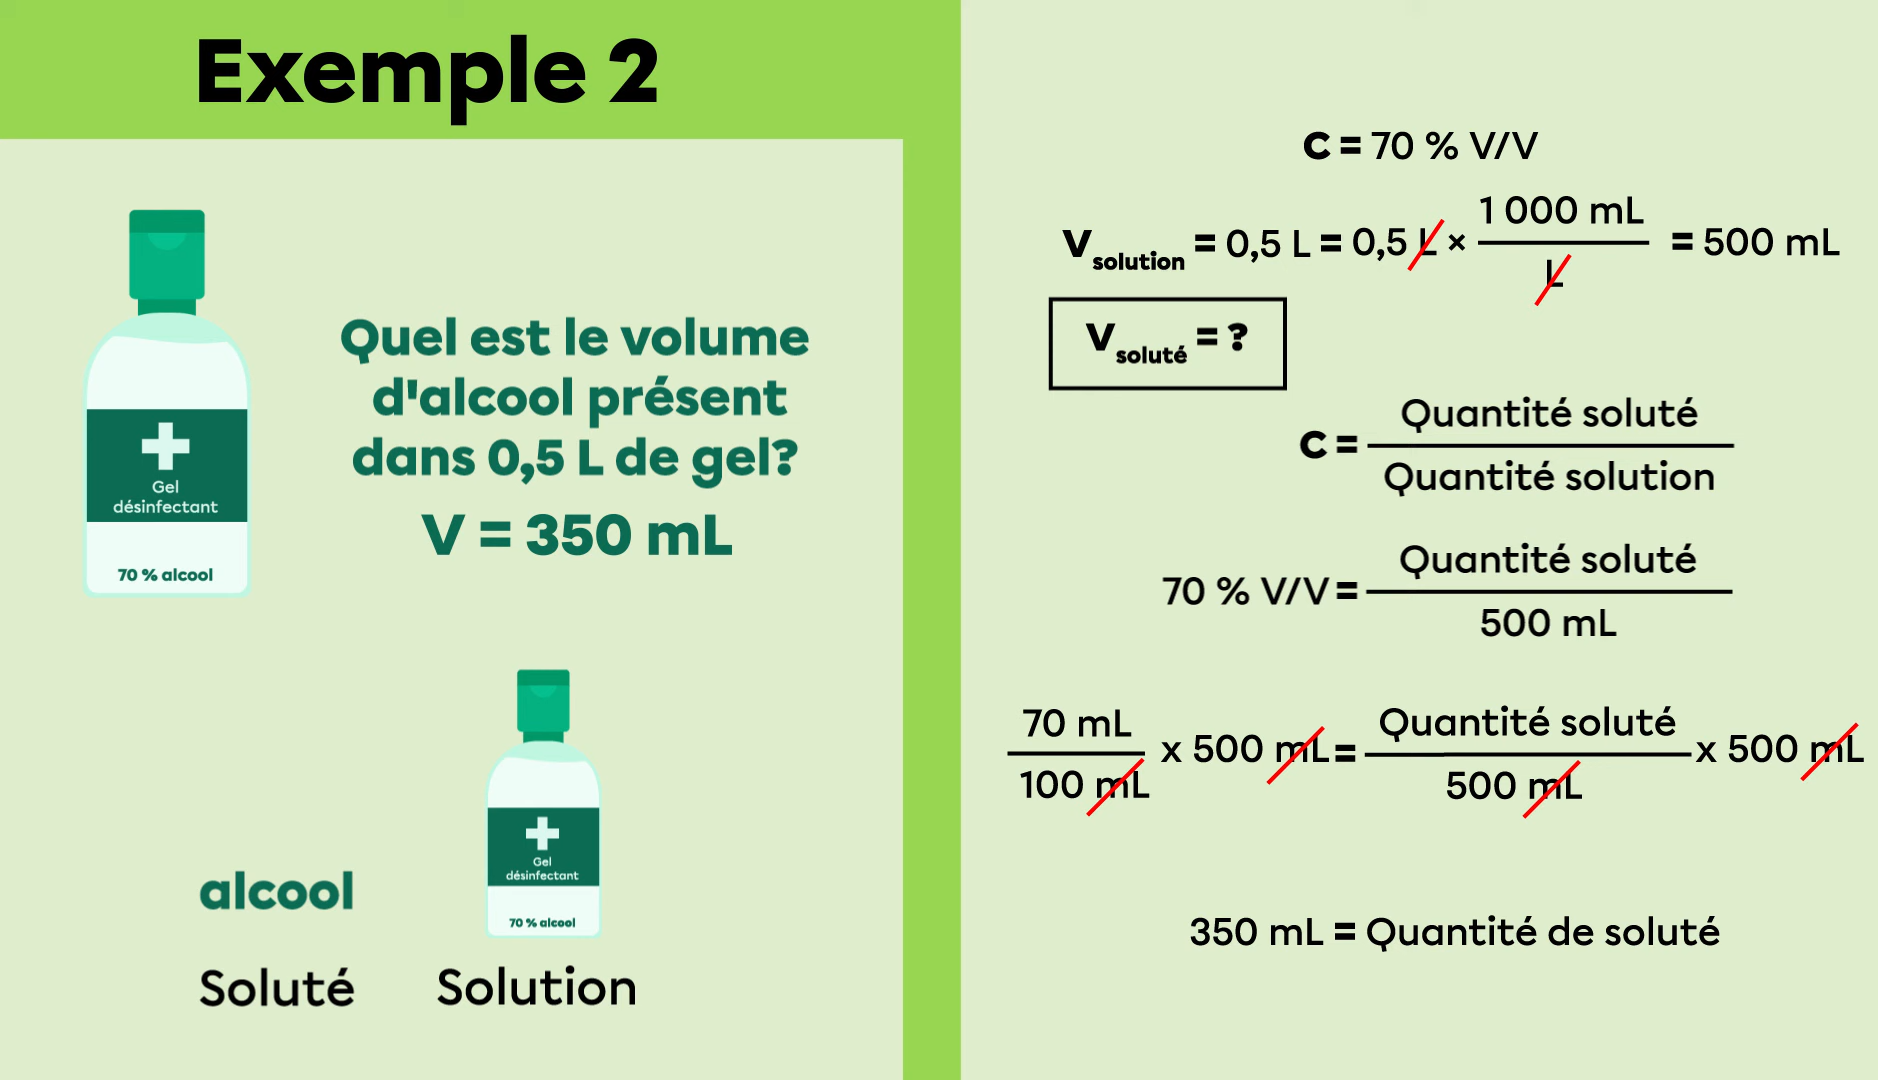 Exemple 2
Gel
désinfectant
70 % alcool
Quel est le volume
d'alcool présent
dans 0,5 L de gel?
V = 350 mL
Gel
désinfectant
70 % alcool
alcool
Soluté
Solution
C = 70 % V/V
V solution = 0,5 L = 0,5 L × 1 000 mL / L = 500 mL
V soluté = ?
C = Quantité soluté / Quantité solution
70 % V/V = Quantité soluté / 500 mL
70 mL / 100 mL x 500 mL = Quantité soluté / 500 mL x 500 mL
350 mL = Quantité de soluté